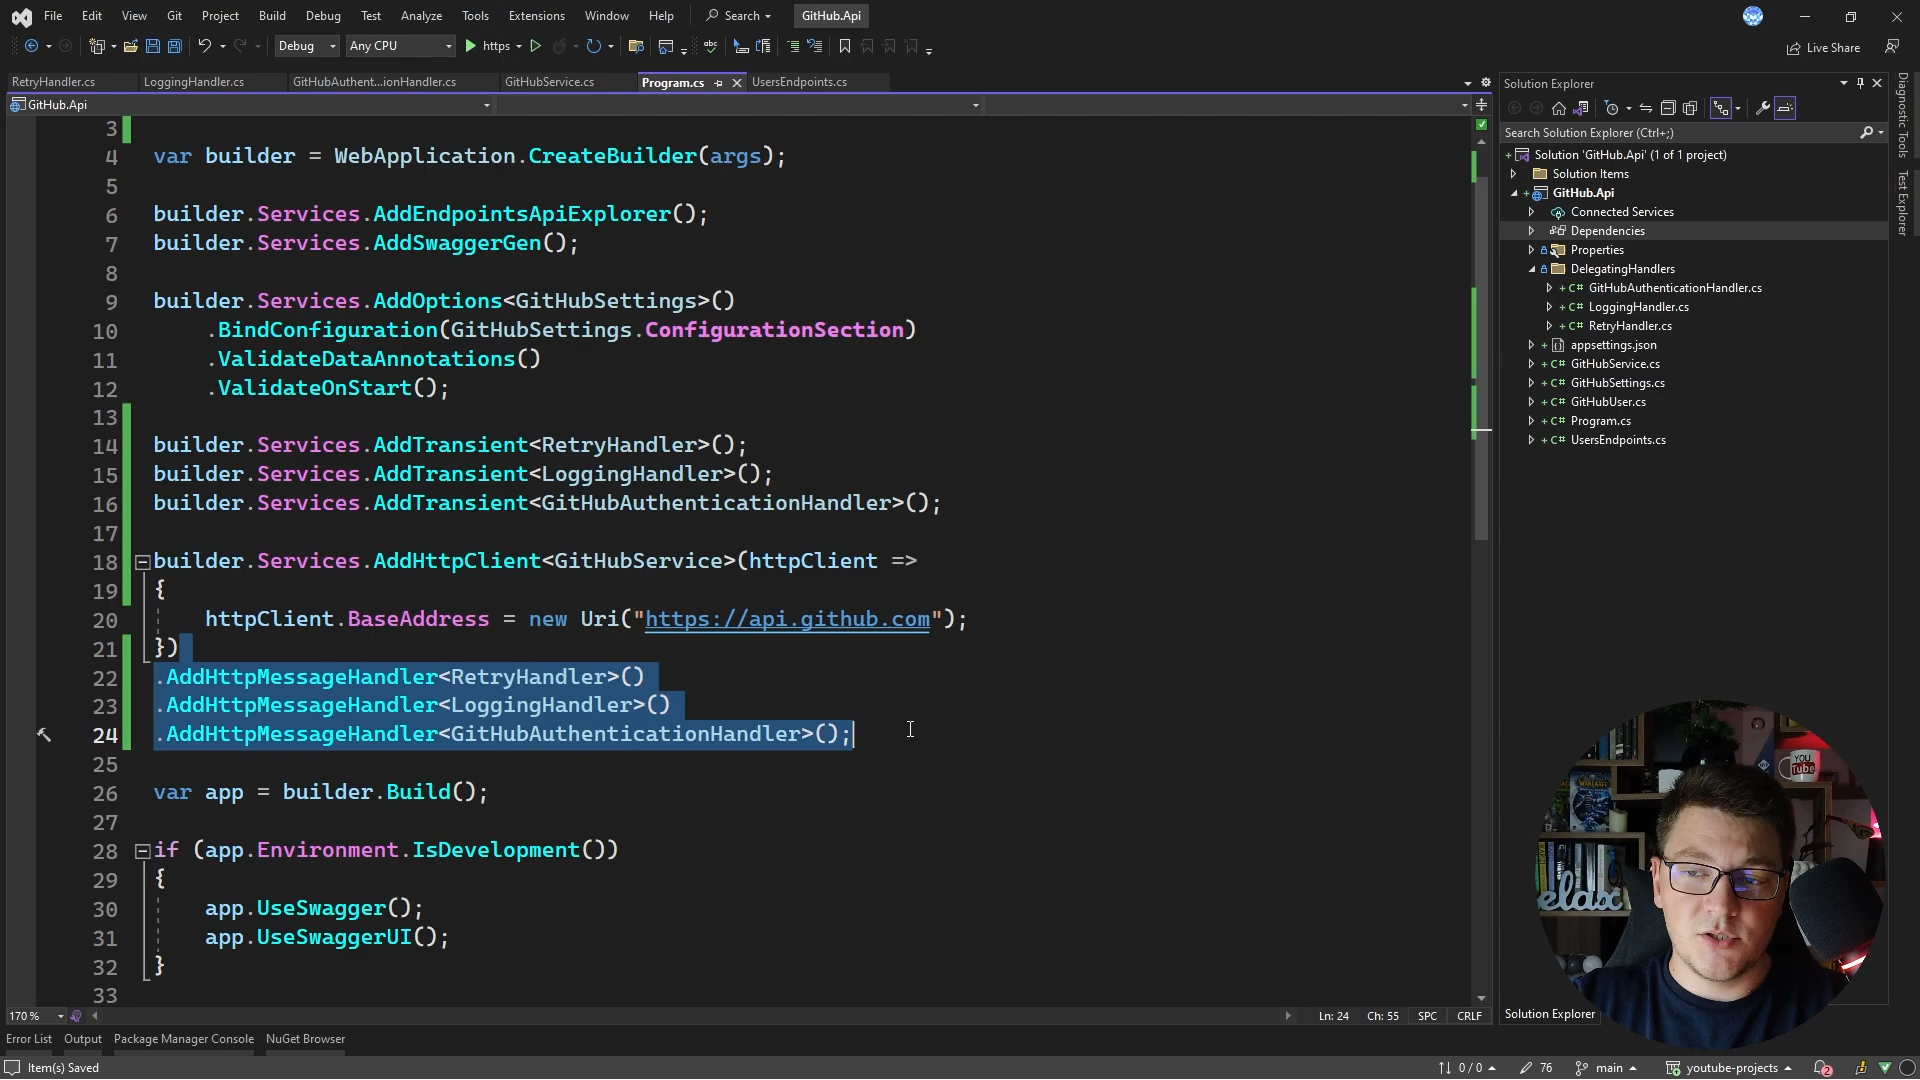 File Edit View Git Project Build Debug Test Analyze Tools Extensions Window Help Search GitHub.Api
Debug Any CPU https Live Share
RetryHandler.cs LoggingHandler.cs GitHubAuthent...ionHandler.cs GitHubService.cs Program.cs UsersEndpoints.cs
GitHub.Api
3
4 var builder = WebApplication.CreateBuilder(args);
5
6 builder.Services.AddEndpointsApiExplorer();
7 builder.Services.AddSwaggerGen();
8
9 builder.Services.AddOptions<GitHubSettings>()
10 .BindConfiguration(GitHubSettings.ConfigurationSection)
11 .ValidateDataAnnotations()
12 .ValidateOnStart();
13
14 builder.Services.AddTransient<RetryHandler>();
15 builder.Services.AddTransient<LoggingHandler>();
16 builder.Services.AddTransient<GitHubAuthenticationHandler>();
17
18 builder.Services.AddHttpClient<GitHubService>(httpClient =>
19 {
20 httpClient.BaseAddress = new Uri("https://api.github.com");
21 })
22 .AddHttpMessageHandler<RetryHandler>()
23 .AddHttpMessageHandler<LoggingHandler>()
24 .AddHttpMessageHandler<GitHubAuthenticationHandler>();
25
26 var app = builder.Build();
27
28 if (app.Environment.IsDevelopment())
29 {
30 app.UseSwagger();
31 app.UseSwaggerUI();
32 }
33
170 % Ln: 24 Ch: 55 SPC CRLF
Solution Explorer
Search Solution Explorer (Ctrl+;)
Solution 'GitHub.Api' (1 of 1 project)
Solution Items
GitHub.Api
Connected Services
Dependencies
Properties
DelegatingHandlers
C# GitHubAuthenticationHandler.cs
C# LoggingHandler.cs
C# RetryHandler.cs
appsettings.json
C# GitHubService.cs
C# GitHubSettings.cs
C# GitHubUser.cs
C# Program.cs
C# UsersEndpoints.cs
Solution Explorer
Diagnostic Tools
Test Explorer
You
Tube
elax
Error List Output Package Manager Console NuGet Browser
Item(s) Saved 0 / 0 76 main youtube-projects 2